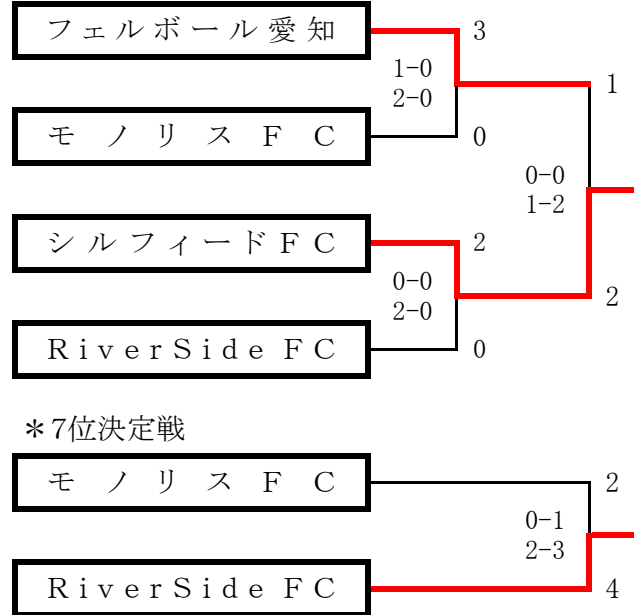 フェルボール愛知
3
1-0
2-0
1
モノリスFC
0
0-0
1-2
シルフィードFC
2
0-0
2-0
2
RiverSide FC
0
＊7位決定戦
モノリスFC
2
0-1
2-3
RiverSide FC
4